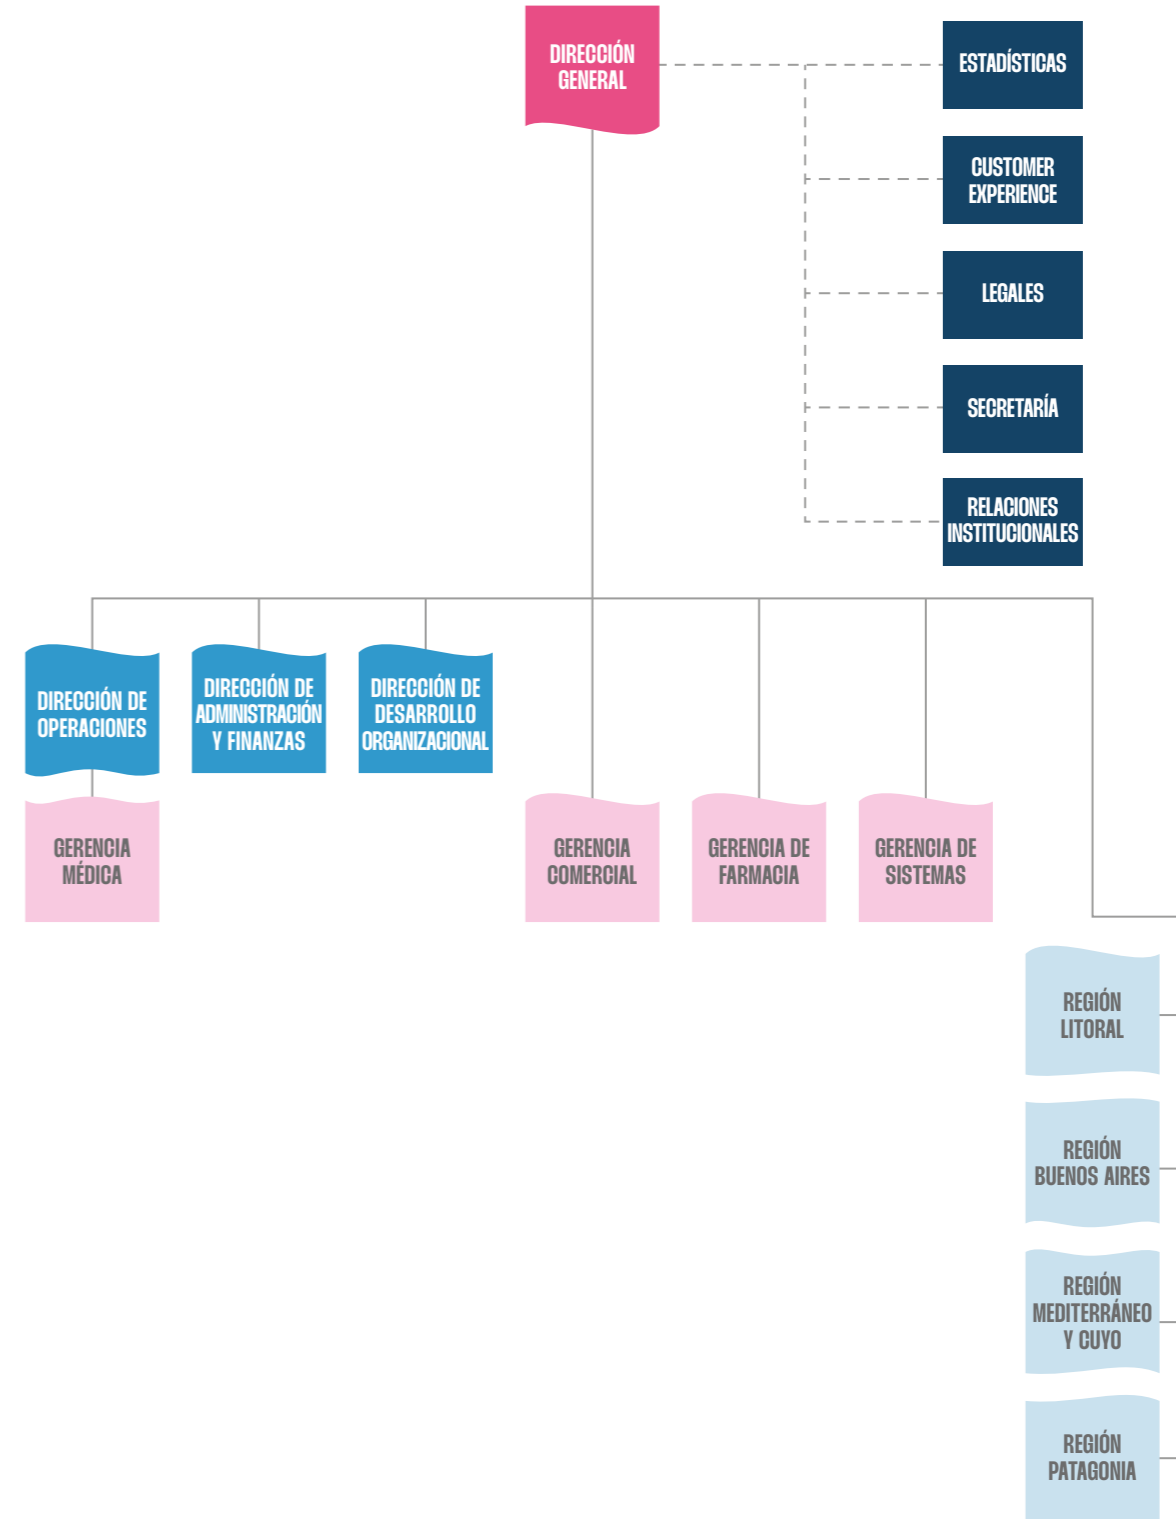 DIRECCIÓN
GENERAL
ESTADÍSTICAS
CUSTOMER
EXPERIENCE
LEGALES
SECRETARÍA
RELACIONES
INSTITUCIONALES
DIRECCIÓN DE
OPERACIONES
DIRECCIÓN DE
ADMINISTRACIÓN
Y FINANZAS
DIRECCIÓN DE
DESARROLLO
ORGANIZACIONAL
GERENCIA
MÉDICA
GERENCIA
COMERCIAL
GERENCIA DE
FARMACIA
GERENCIA DE
SISTEMAS
REGIÓN
LITORAL
REGIÓN
BUENOS AIRES
REGIÓN
MEDITERRÁNEO
Y CUYO
REGIÓN
PATAGONIA